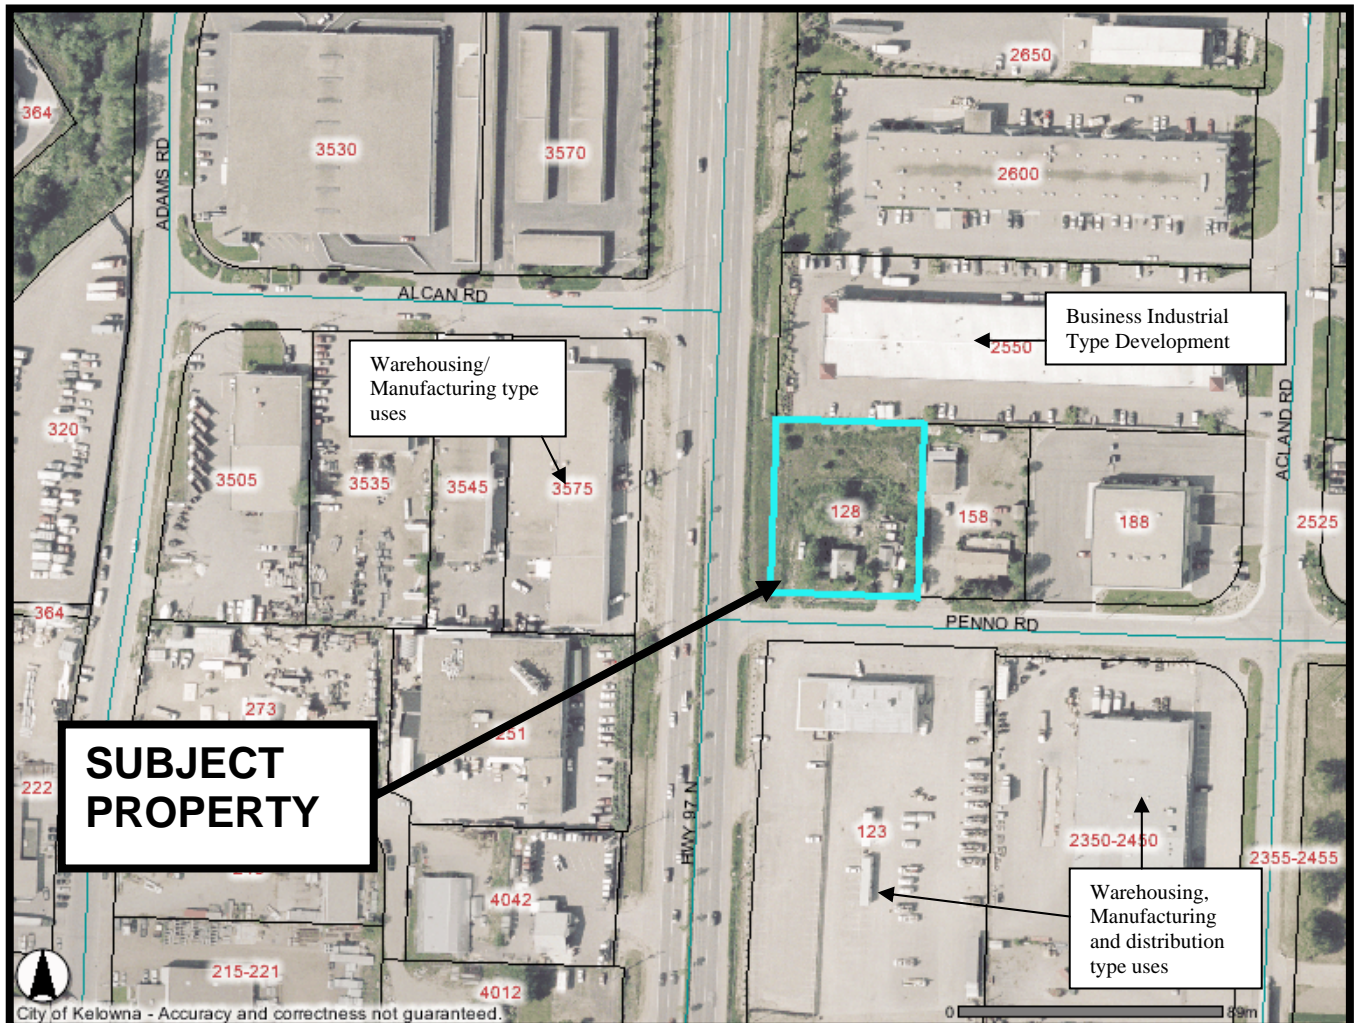 2650
364
3530
3570
ADAMS RD
2600
ALCAN RD
Business Industrial
Type Development
2550
Warehousing/
Manufacturing type
uses
ACLAND RD
320
3505
3535
3545
3575
128
158
188
2525
364
PENNO RD
273
251
SUBJECT
PROPERTY
222
HWY 97 N
123
2350-2450
2355-2455
4042
Warehousing,
Manufacturing
and distribution
type uses
215-221
4012
City of Kelowna - Accuracy and correctness not guaranteed.
0
89m